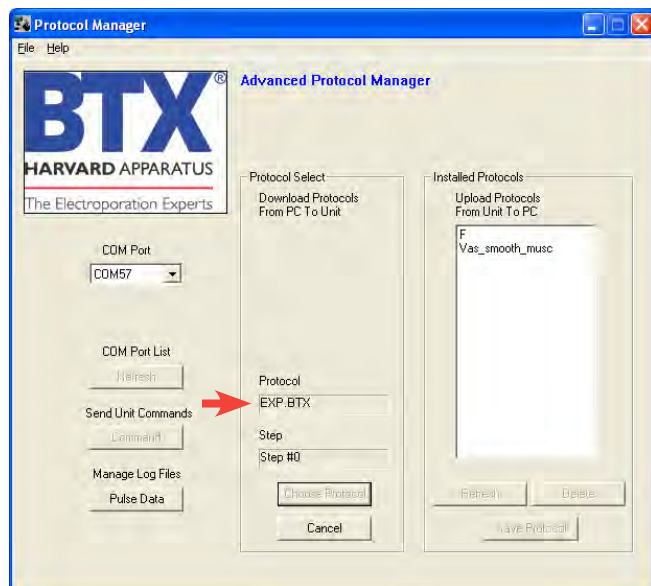 Protocol Manager
File Help
BTX®
HARVARD APPARATUS
The Electroporation Experts
Advanced Protocol Manager
COM Port
COM57
COM Port List
Refresh
Send Unit Commands
Command
Manage Log Files
Pulse Data
Protocol Select
Download Protocols
From PC To Unit
Protocol
EXP.BTX
Step
Step #0
Choose Protocol
Cancel
Installed Protocols
Upload Protocols
From Unit To PC
F
Vas_smooth_musc
Refresh Delete
Save Protocol